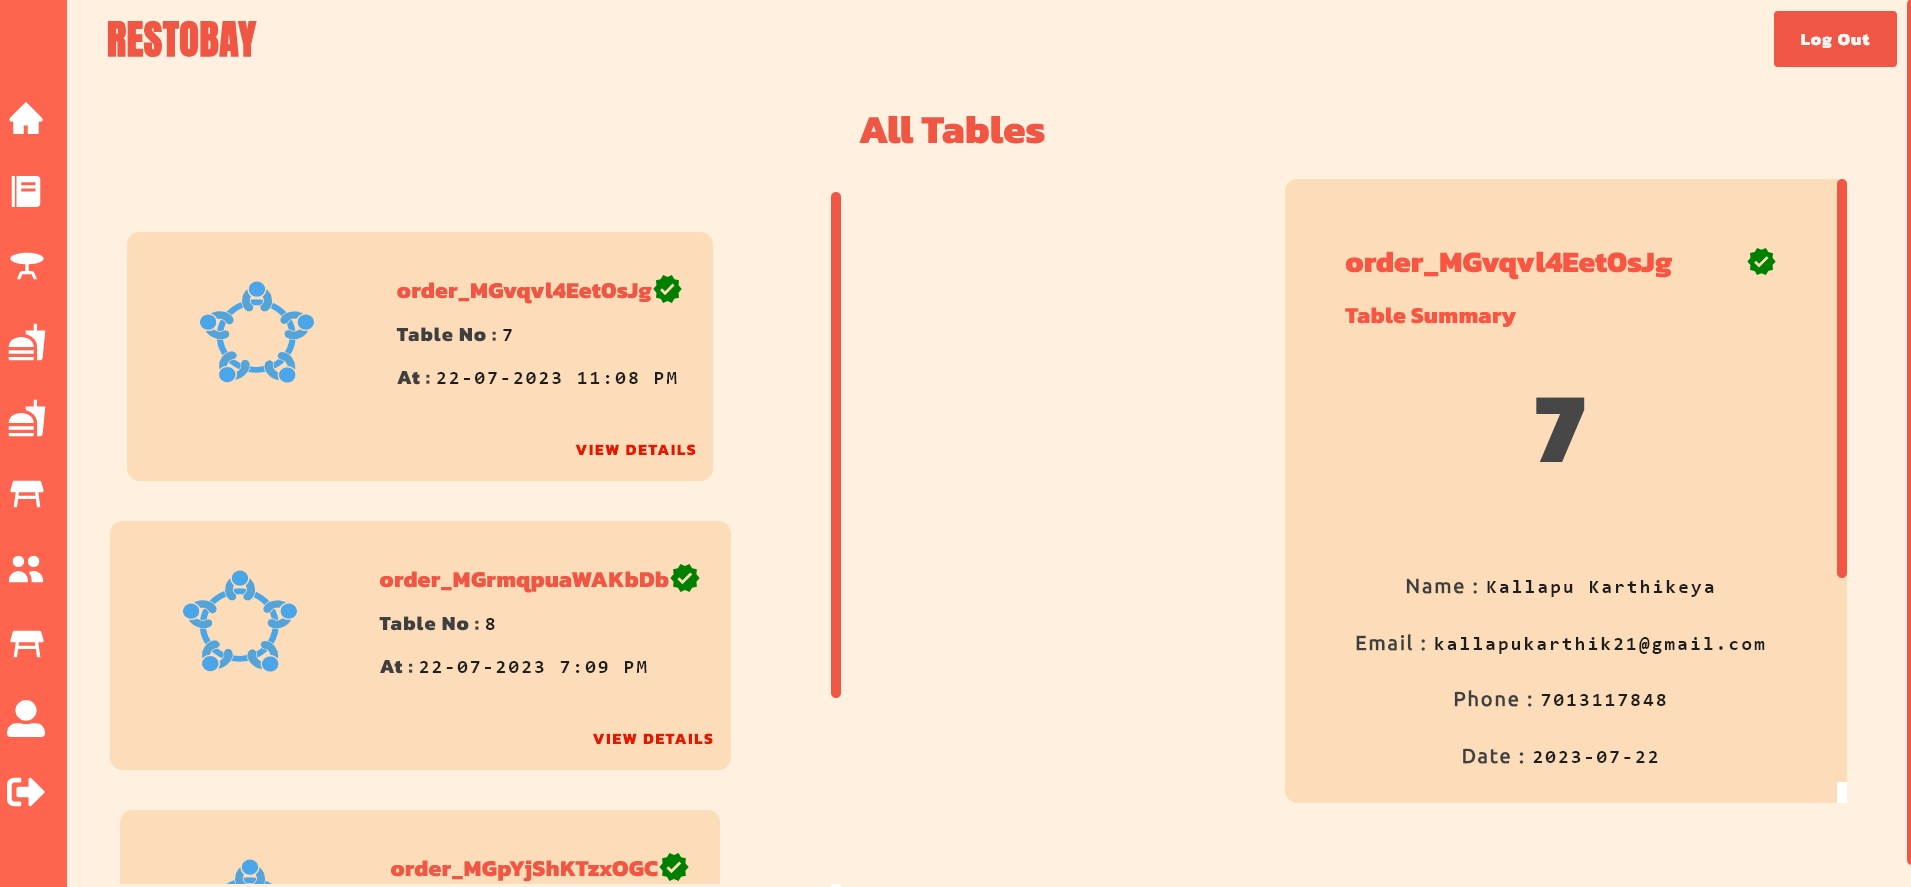 RESTOBAY
Log Out
All Tables
order_MGvqvl4EetOsJg
Table No : 7
At : 22-07-2023 11:08 PM
VIEW DETAILS
order_MGrmqpuaWAKbDb
Table No : 8
At : 22-07-2023 7:09 PM
VIEW DETAILS
order_MGpYjShKTzxOGC
order_MGvqvl4EetOsJg
Table Summary
7
Name : Kallapu Karthikeya
Email : kallapukarthik21@gmail.com
Phone : 7013117848
Date : 2023-07-22